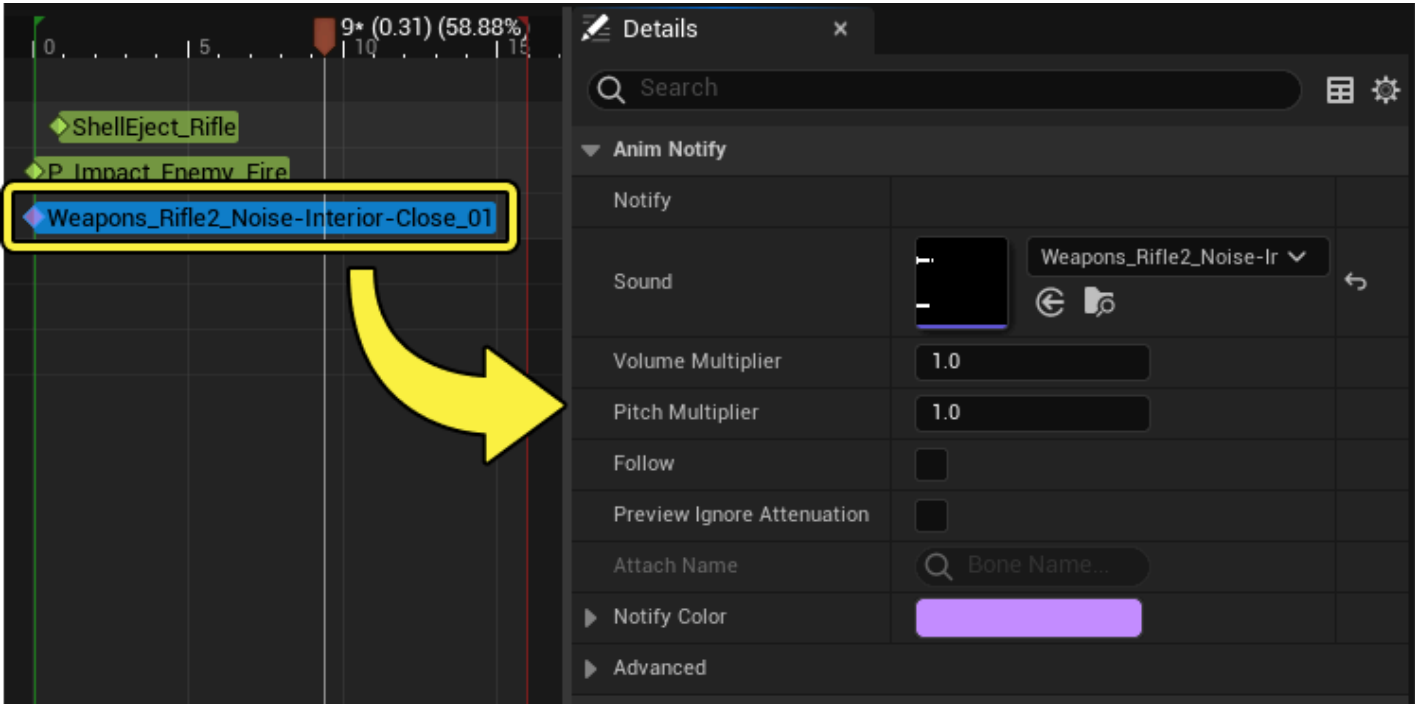 9* (0.31) (58.88%)
0 5 10 15
ShellEject_Rifle
P_Impact_Enemy_Fire
Weapons_Rifle2_Noise-Interior-Close_01
Details
Search
Anim Notify
Notify
Sound
Weapons_Rifle2_Noise-Ir
Volume Multiplier
1.0
Pitch Multiplier
1.0
Follow
Preview Ignore Attenuation
Attach Name
Bone Name...
Notify Color
Advanced